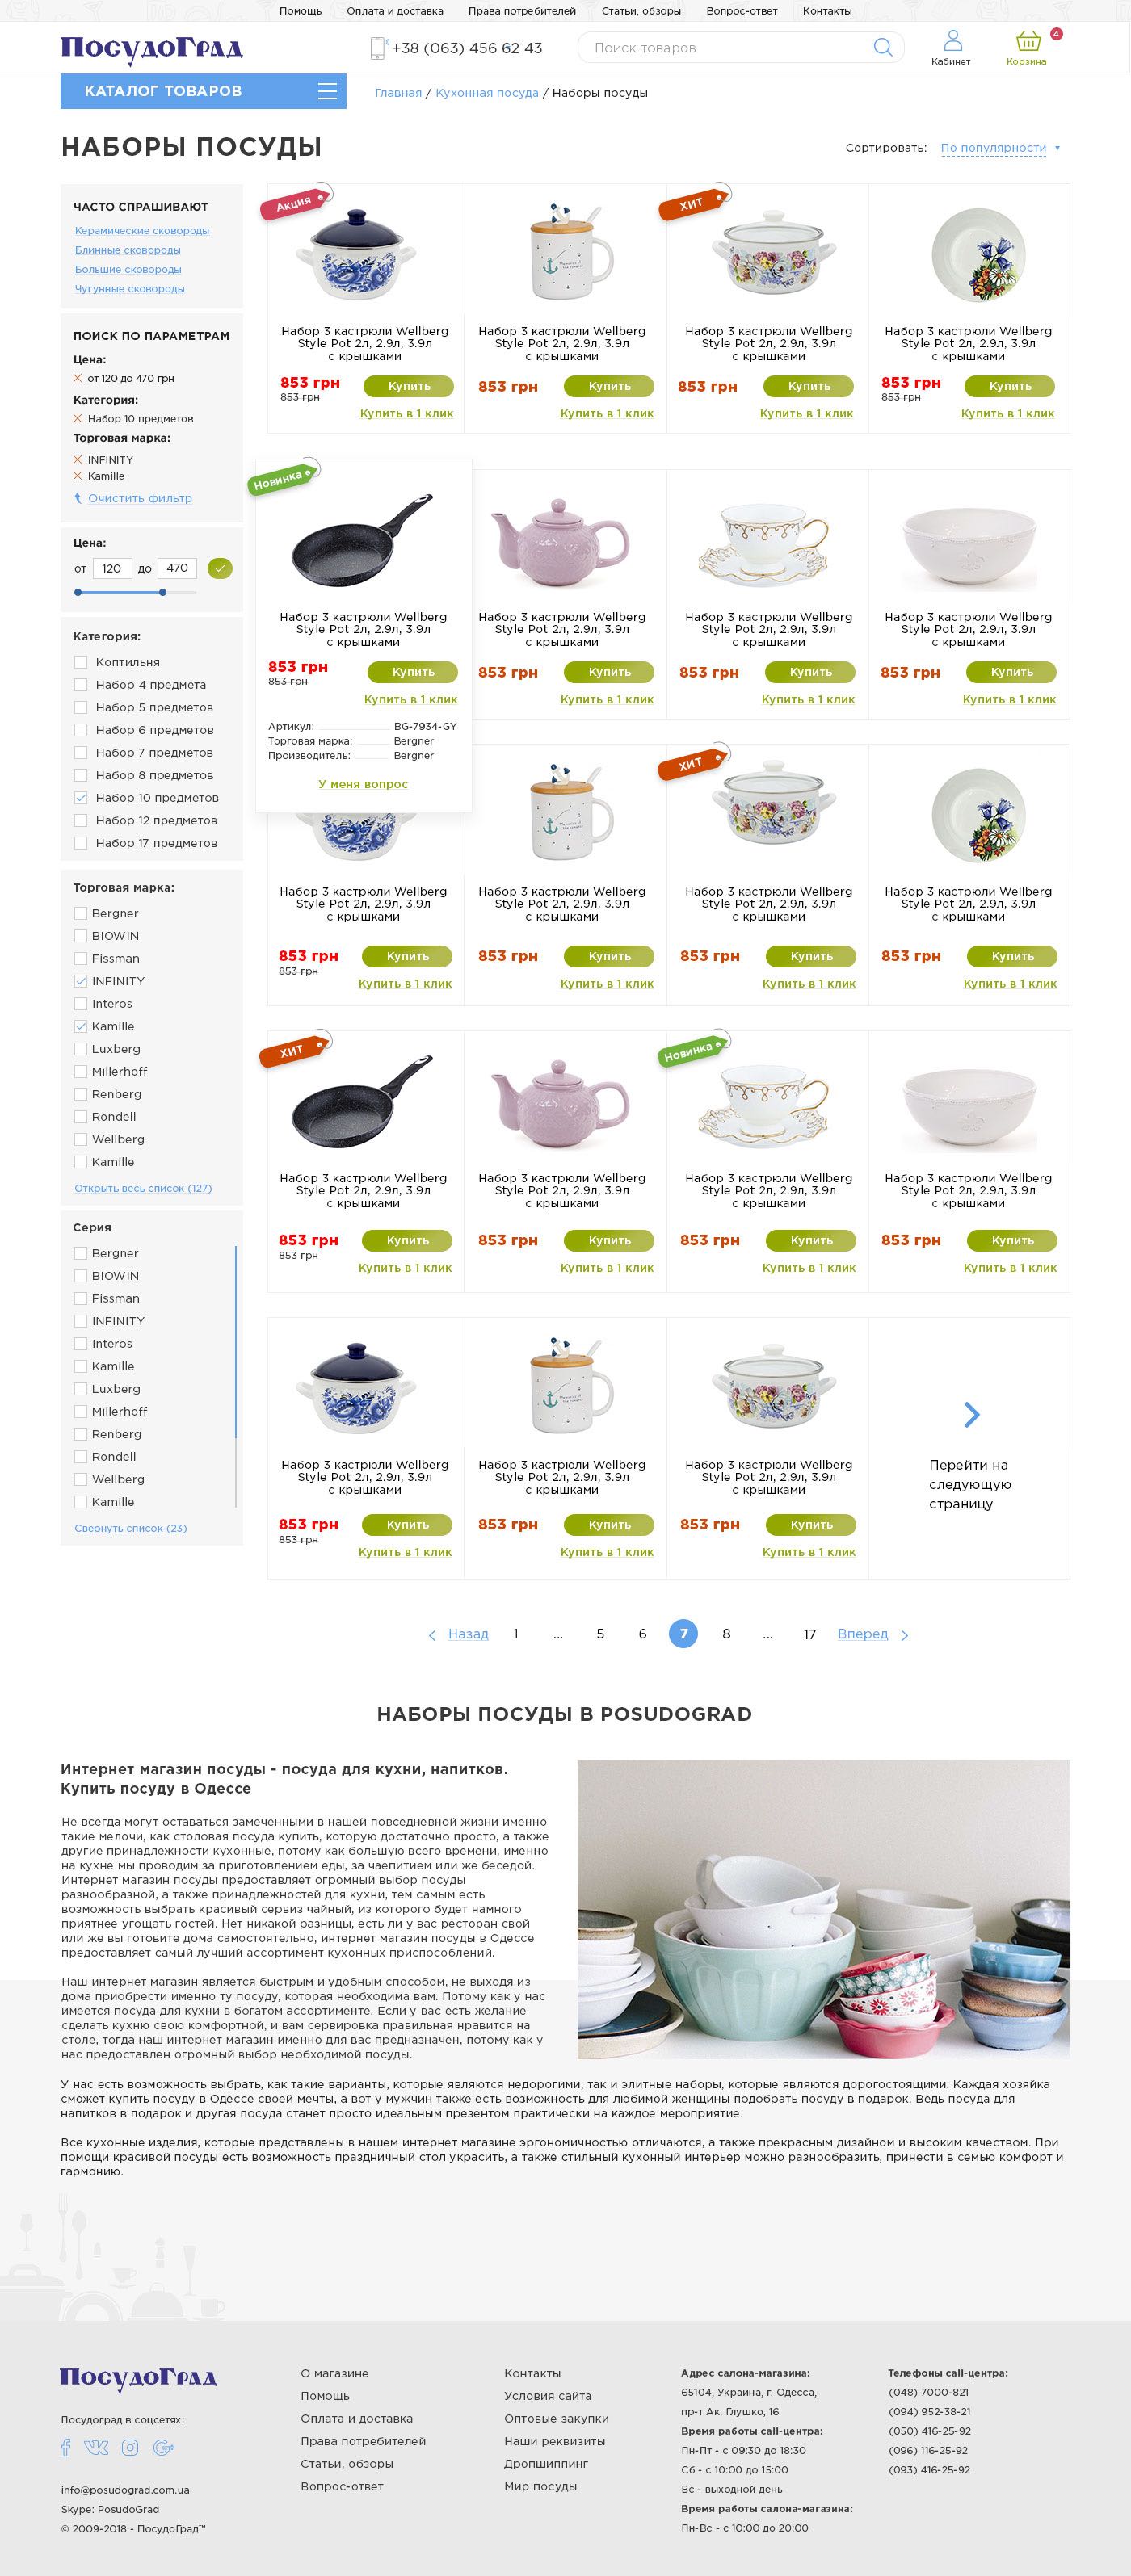 Помощь Оплата и доставка Права потребителей Статьи, обзоры Вопрос-ответ Контакты
ПосудоГрад
+38 (063) 456 62 43
Поиск товаров
Кабинет
Корзина
4
КАТАЛОГ ТОВАРОВ
Главная / Кухонная посуда / Наборы посуды
НАБОРЫ ПОСУДЫ
Сортировать: По популярности
ЧАСТО СПРАШИВАЮТ
Керамические сковороды
Блинные сковороды
Большие сковороды
Чугунные сковороды
ПОИСК ПО ПАРАМЕТРАМ
Цена:
от 120 до 470 грн
Категория:
Набор 10 предметов
Торговая марка:
INFINITY
Kamille
Очистить фильтр
Цена:
от 120 до 470
Категория:
Коптильня
Набор 4 предмета
Набор 5 предметов
Набор 6 предметов
Набор 7 предметов
Набор 8 предметов
Набор 10 предметов
Набор 12 предметов
Набор 17 предметов
Торговая марка:
Bergner
BIOWIN
Fissman
INFINITY
Interos
Kamille
Luxberg
Millerhoff
Renberg
Rondell
Wellberg
Kamille
Открыть весь список (127)
Серия
Bergner
BIOWIN
Fissman
INFINITY
Interos
Kamille
Luxberg
Millerhoff
Renberg
Rondell
Wellberg
Kamille
Свернуть список (23)
Акция
ХИТ
Набор 3 кастрюли Wellberg Набор 3 кастрюли Wellberg Набор 3 кастрюли Wellberg Набор 3 кастрюли Wellberg
Style Pot 2л, 2.9л, 3.9л Style Pot 2л, 2.9л, 3.9л Style Pot 2л, 2.9л, 3.9л Style Pot 2л, 2.9л, 3.9л
с крышками с крышками с крышками с крышками
853 грн Купить 853 грн Купить 853 грн Купить 853 грн Купить
853 грн 853 грн
Купить в 1 клик Купить в 1 клик Купить в 1 клик Купить в 1 клик
Новинка
Набор 3 кастрюли Wellberg Набор 3 кастрюли Wellberg Набор 3 кастрюли Wellberg Набор 3 кастрюли Wellberg
Style Pot 2л, 2.9л, 3.9л Style Pot 2л, 2.9л, 3.9л Style Pot 2л, 2.9л, 3.9л Style Pot 2л, 2.9л, 3.9л
с крышками с крышками с крышками с крышками
853 грн Купить 853 грн Купить 853 грн Купить 853 грн Купить
853 грн
Купить в 1 клик Купить в 1 клик Купить в 1 клик Купить в 1 клик
Артикул: BG-7934-GY
Торговая марка: Bergner
Производитель: Bergner
У меня вопрос
ХИТ
Набор 3 кастрюли Wellberg Набор 3 кастрюли Wellberg Набор 3 кастрюли Wellberg Набор 3 кастрюли Wellberg
Style Pot 2л, 2.9л, 3.9л Style Pot 2л, 2.9л, 3.9л Style Pot 2л, 2.9л, 3.9л Style Pot 2л, 2.9л, 3.9л
с крышками с крышками с крышками с крышками
853 грн Купить 853 грн Купить 853 грн Купить 853 грн Купить
853 грн
Купить в 1 клик Купить в 1 клик Купить в 1 клик Купить в 1 клик
ХИТ
Новинка
Набор 3 кастрюли Wellberg Набор 3 кастрюли Wellberg Набор 3 кастрюли Wellberg Набор 3 кастрюли Wellberg
Style Pot 2л, 2.9л, 3.9л Style Pot 2л, 2.9л, 3.9л Style Pot 2л, 2.9л, 3.9л Style Pot 2л, 2.9л, 3.9л
с крышками с крышками с крышками с крышками
853 грн Купить 853 грн Купить 853 грн Купить 853 грн Купить
853 грн
Купить в 1 клик Купить в 1 клик Купить в 1 клик Купить в 1 клик
Набор 3 кастрюли Wellberg Набор 3 кастрюли Wellberg Набор 3 кастрюли Wellberg
Style Pot 2л, 2.9л, 3.9л Style Pot 2л, 2.9л, 3.9л Style Pot 2л, 2.9л, 3.9л
с крышками с крышками с крышками
853 грн Купить 853 грн Купить 853 грн Купить
853 грн
Купить в 1 клик Купить в 1 клик Купить в 1 клик
Перейти на
следующую
страницу
Назад 1 ... 5 6 7 8 ... 17 Вперед
НАБОРЫ ПОСУДЫ В POSUDOGRAD
Интернет магазин посуды - посуда для кухни, напитков.
Купить посуду в Одессе
Не всегда могут оставаться замеченными в нашей повседневной жизни именно
такие мелочи, как столовая посуда купить, которую достаточно просто, а также
другие принадлежности кухонные, потому как большую всего времени, именно
на кухне мы проводим за приготовлением еды, за чаепитием или же беседой.
Интернет магазин посуды предоставляет огромный выбор посуды
разнообразной, а также принадлежностей для кухни, тем самым есть
возможность выбрать красивый сервиз чайный, из которого будет намного
приятнее угощать гостей. Нет никакой разницы, есть ли у вас ресторан свой
или же вы готовите дома самостоятельно, интернет магазин посуды в Одессе
предоставляет самый лучший ассортимент кухонных приспособлений.
Наш интернет магазин является быстрым и удобным способом, не выходя из
дома приобрести именно ту посуду, которая необходима вам. Потому как у нас
имеется посуда для кухни в богатом ассортименте. Если у вас есть желание
сделать кухню свою комфортной, и вам сервировка правильная нравится на
столе, тогда наш интернет магазин именно для вас предназначен, потому как у
нас предоставлен огромный выбор необходимой посуды.
У нас есть возможность выбрать, как такие варианты, которые являются недорогими, так и элитные наборы, которые являются дорогостоящими. Каждая хозяйка
сможет купить посуду в Одессе своей мечты, а вот у мужчин также есть возможность для любимой женщины подобрать посуду в подарок. Ведь посуда для
напитков в подарок и другая посуда станет просто идеальным презентом практически на каждое мероприятие.
Все кухонные изделия, которые представлены в нашем интернет магазине эргономичностью отличаются, а также прекрасным дизайном и высоким качеством. При
помощи красивой посуды есть возможность праздничный стол украсить, а также стильный кухонный интерьер можно разнообразить, принести в семью комфорт и
гармонию.
ПосудоГрад
Посудоград в соцсетях:
info@posudograd.com.ua
Skype: PosudoGrad
© 2009-2018 - ПосудоГрад™
О магазине
Помощь
Оплата и доставка
Права потребителей
Статьи, обзоры
Вопрос-ответ
Контакты
Условия сайта
Оптовые закупки
Наши реквизиты
Дропшиппинг
Мир посуды
Адрес салона-магазина:
65104, Украина, г. Одесса,
пр-т Ак. Глушко, 16
Время работы call-центра:
Пн-Пт - с 09:30 до 18:30
Сб - с 10:00 до 15:00
Вс - выходной день
Время работы салона-магазина:
Пн-Вс - с 10:00 до 20:00
Телефоны call-центра:
(048) 7000-821
(094) 952-38-21
(050) 416-25-92
(096) 116-25-92
(093) 416-25-92